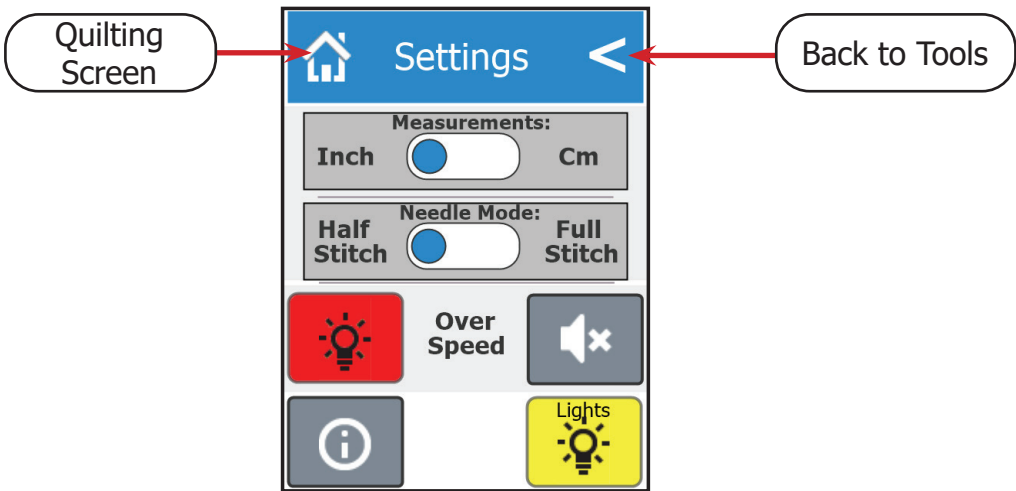 Quilting
Screen
Settings
<
Back to Tools
Measurements:
Inch
Cm
Needle Mode:
Half
Stitch
Full
Stitch
Over
Speed
Lights